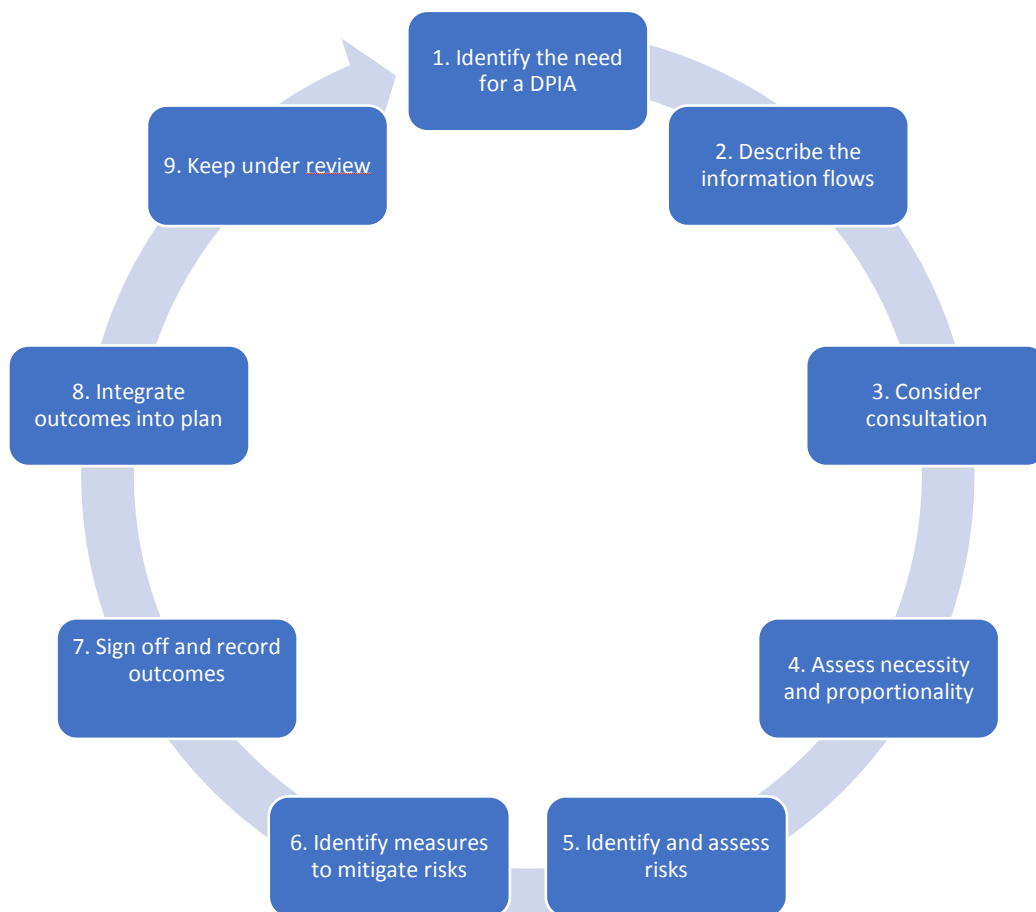 1. Identify the need
for a DPIA
2. Describe the
information flows
3. Consider
consultation
4. Assess necessity
and proportionality
5. Identify and assess
risks
6. Identify measures
to mitigate risks
7. Sign off and record
outcomes
8. Integrate
outcomes into plan
9. Keep under review